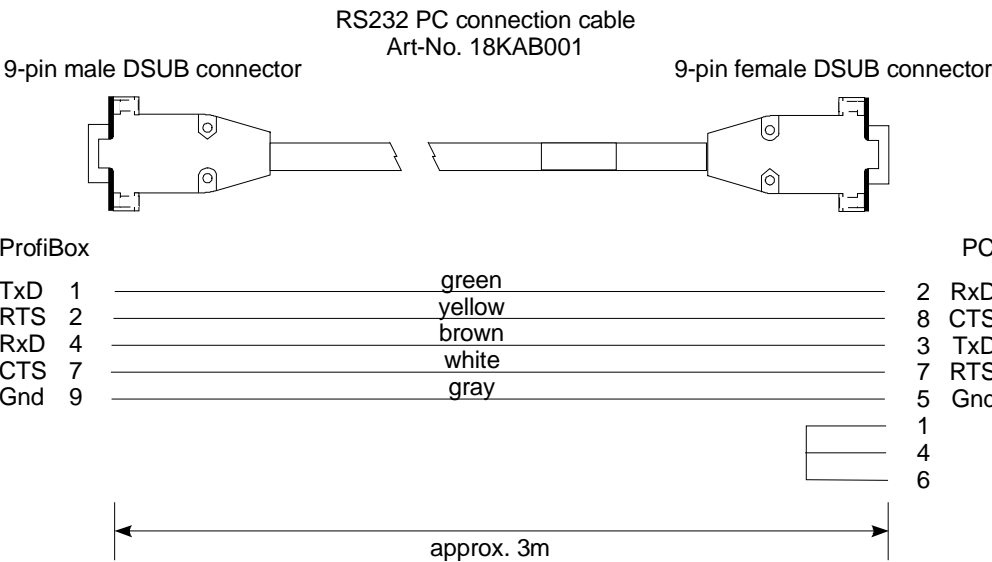 RS232 PC connection cable
Art-No. 18KAB001
9-pin male DSUB connector 9-pin female DSUB connector
ProfiBox PC
TxD 1 green 2 RxD
RTS 2 yellow 8 CTS
RxD 4 brown 3 TxD
CTS 7 white 7 RTS
Gnd 9 gray 5 Gnd
1
4
6
approx. 3m